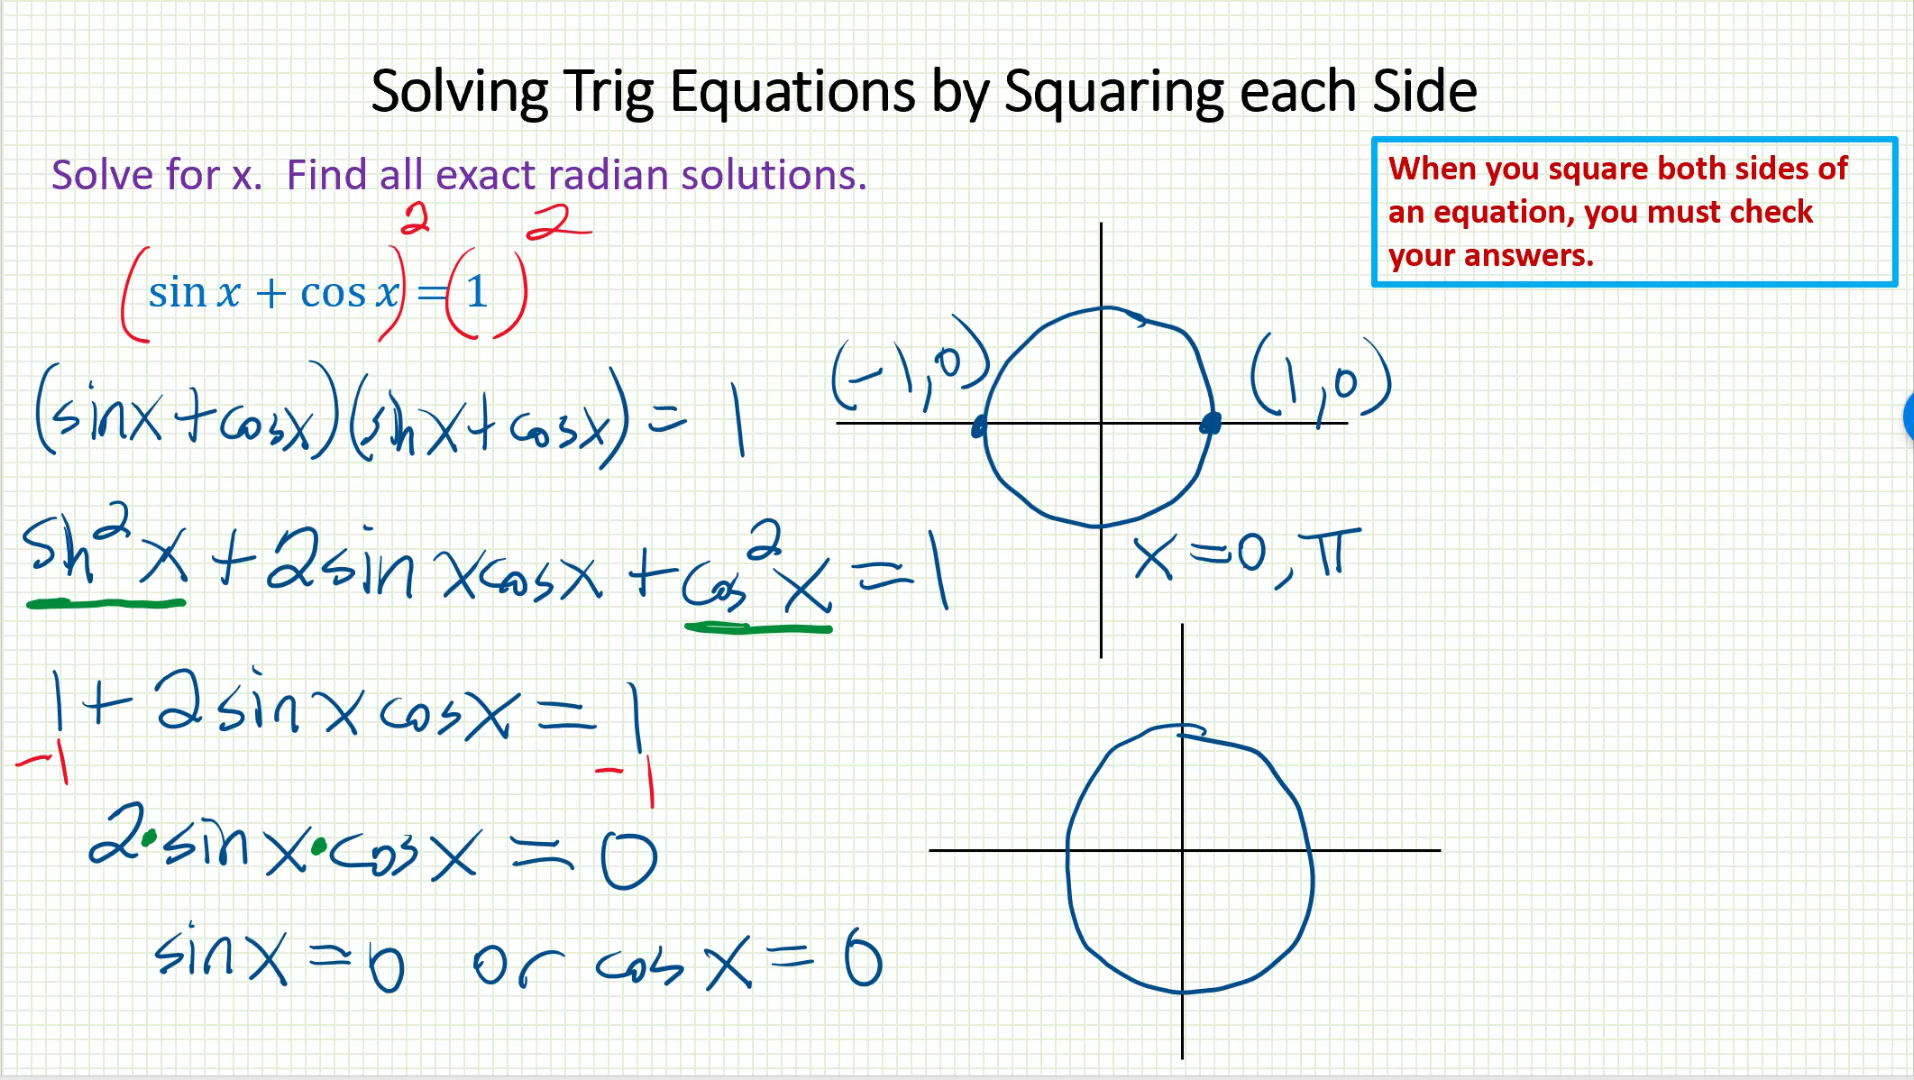 Solving Trig Equations by Squaring each Side
Solve for x. Find all exact radian solutions.
When you square both sides of
an equation, you must check
your answers.
(sin x + cos x)² = (1)²
(sinx + cosx)(sinx + cosx) = 1
sin²x + 2sinxcosx + cos²x = 1
1 + 2sinxcosx = 1
-1 -1
2·sinx·cosx = 0
sinx = 0 or cosx = 0
(-1,0) (1,0)
x = 0, π